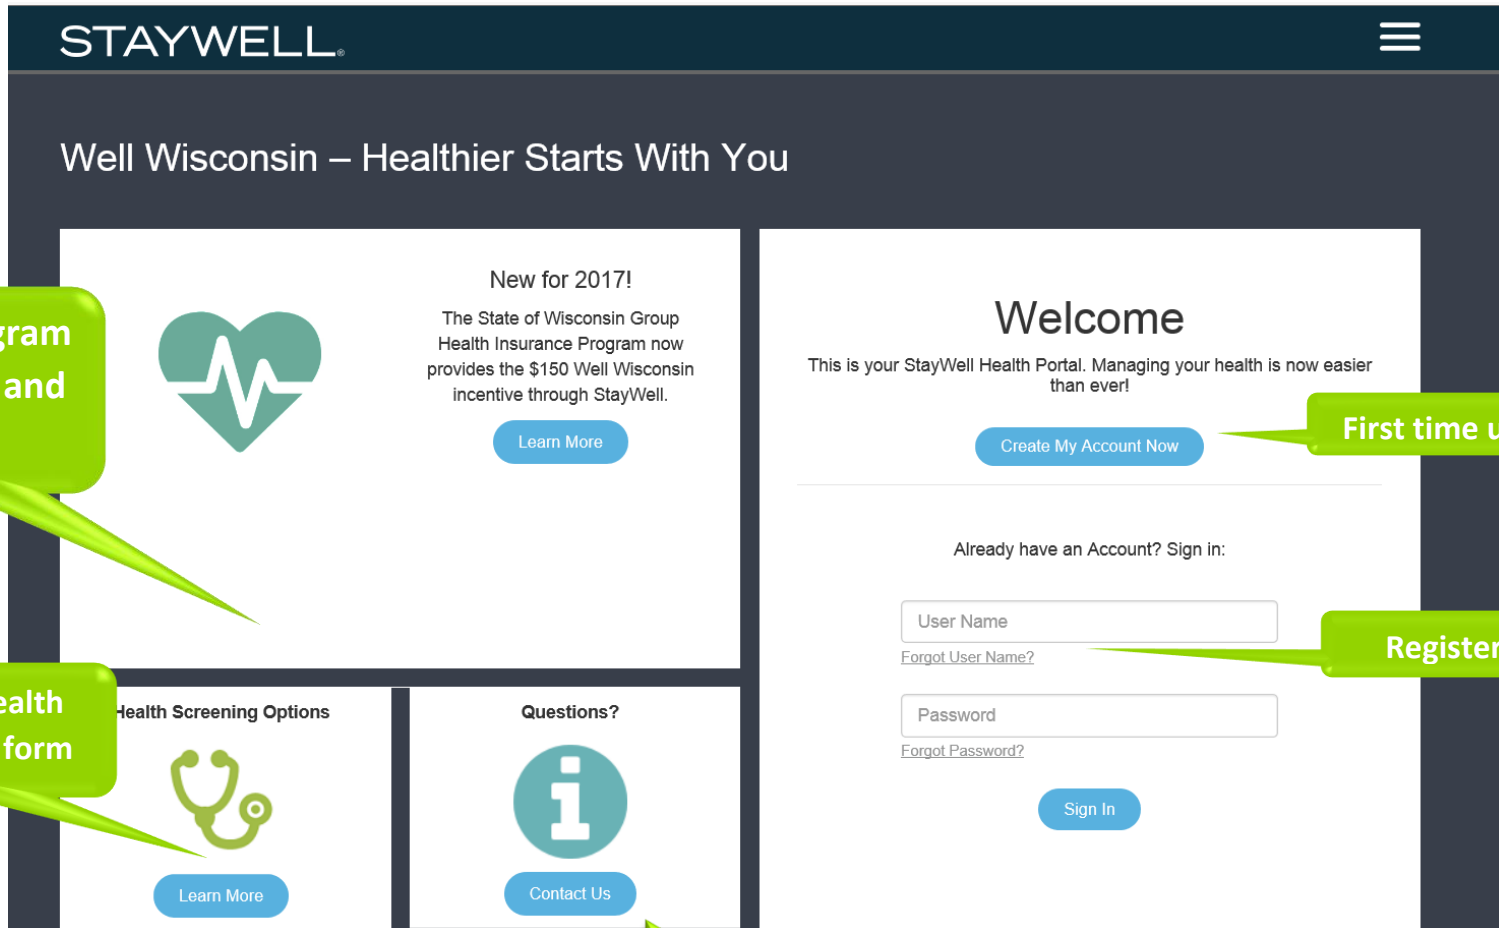 STAYWELL®
Well Wisconsin – Healthier Starts With You
New for 2017!
The State of Wisconsin Group
Health Insurance Program now
provides the $150 Well Wisconsin
incentive through StayWell.
Learn More
and
Health Screening Options
form
Learn More
Questions?
Contact Us
Welcome
This is your StayWell Health Portal. Managing your health is now easier
than ever!
Create My Account Now
First time
Already have an Account? Sign in:
User Name
Forgot User Name?
Register
Password
Forgot Password?
Sign In